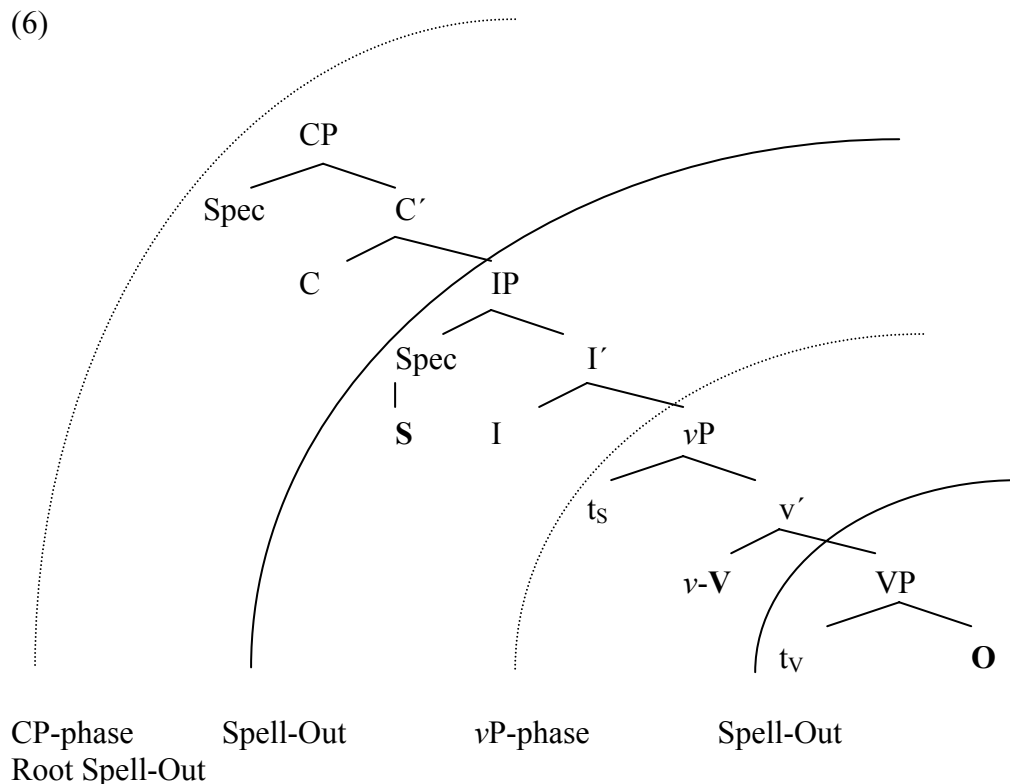 (6)
CP
Spec C´
C IP
Spec I´
S I vP
tS v´
v-V VP
tV O
CP-phase Spell-Out vP-phase Spell-Out
Root Spell-Out